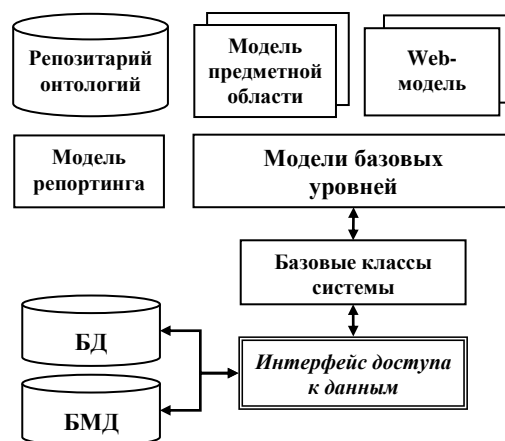 Репозитарий
онтологий
Модель
предметной
области
Web-
модель
Модель
репортинга
Модели базовых
уровней
Базовые классы
системы
БД
БМД
Интерфейс доступа
к данным